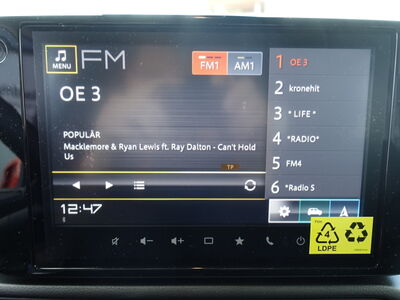 MENU
FM
FM1
AM1
OE 3
POPULÄR
Macklemore & Ryan Lewis ft. Ray Dalton - Can't Hold
Us
TP
1 OE 3
2 kronehit
3 * LIFE *
4 *RADIO*
5 FM4
6 *Radio 5
12:47
4
LDPE